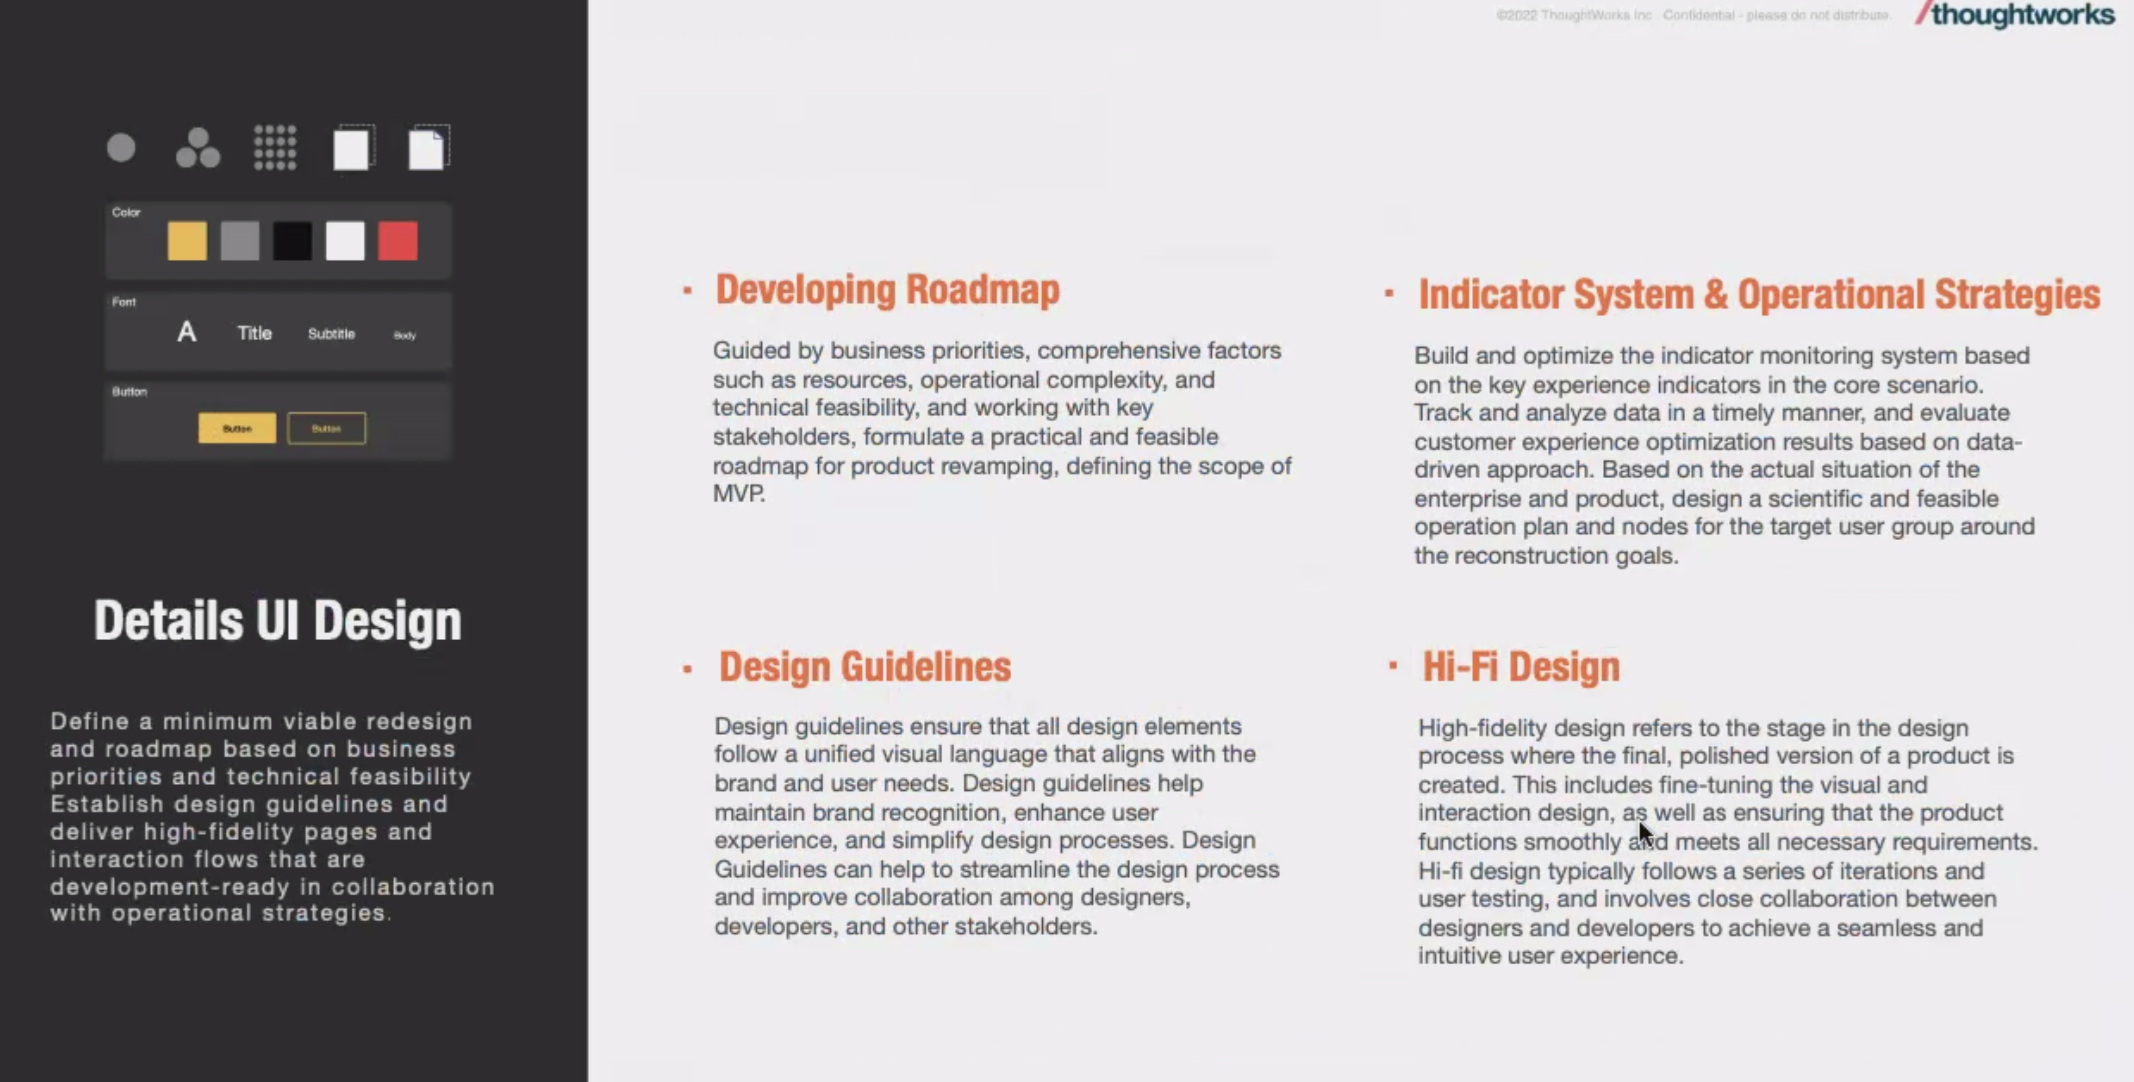 ©2022 ThoughtWorks Inc Confidential - please do not distribute.
/thoughtworks
Color
Font
A Title Subtitle Body
Button
Button Button
Details UI Design
Define a minimum viable redesign
and roadmap based on business
priorities and technical feasibility
Establish design guidelines and
deliver high-fidelity pages and
interaction flows that are
development-ready in collaboration
with operational strategies.
Developing Roadmap
Guided by business priorities, comprehensive factors
such as resources, operational complexity, and
technical feasibility, and working with key
stakeholders, formulate a practical and feasible
roadmap for product revamping, defining the scope of
MVP.
Indicator System & Operational Strategies
Build and optimize the indicator monitoring system based
on the key experience indicators in the core scenario.
Track and analyze data in a timely manner, and evaluate
customer experience optimization results based on data-
driven approach. Based on the actual situation of the
enterprise and product, design a scientific and feasible
operation plan and nodes for the target user group around
the reconstruction goals.
Design Guidelines
Design guidelines ensure that all design elements
follow a unified visual language that aligns with the
brand and user needs. Design guidelines help
maintain brand recognition, enhance user
experience, and simplify design processes. Design
Guidelines can help to streamline the design process
and improve collaboration among designers,
developers, and other stakeholders.
Hi-Fi Design
High-fidelity design refers to the stage in the design
process where the final, polished version of a product is
created. This includes fine-tuning the visual and
interaction design, as well as ensuring that the product
functions smoothly and meets all necessary requirements.
Hi-fi design typically follows a series of iterations and
user testing, and involves close collaboration between
designers and developers to achieve a seamless and
intuitive user experience.